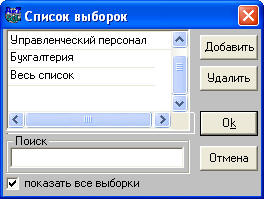 Список выборок
Управленческий персонал
Бухгалтерия
Весь список
Добавить
Удалить
Ok
Поиск
Отмена
показать все выборки